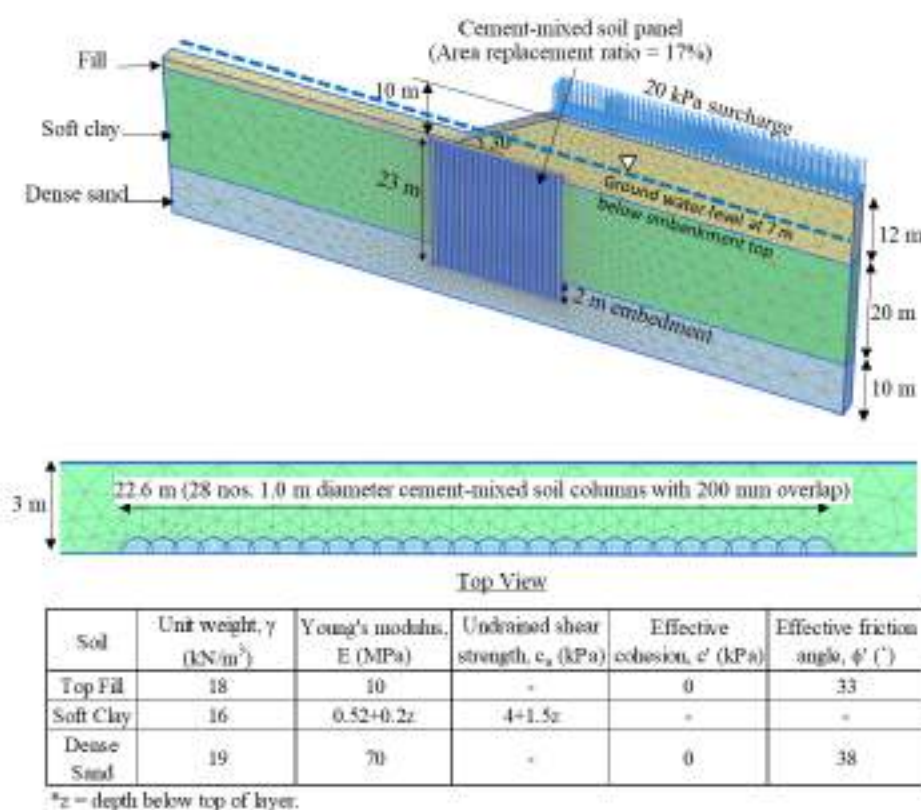 Cement-mixed soil panel
(Area replacement ratio = 17%)
Fill
10 m
20 kPa surcharge
Soft clay
23 m
Ground water level at 7 m
below embankment top
Dense sand
12 m
2 m embedment
20 m
10 m
3 m
22.6 m (28 nos. 1.0 m diameter cement-mixed soil columns with 200 mm overlap)
Top View
Soil Unit weight, γ (kN/m³) Young's modulus, E (MPa) Undrained shear strength, cᵤ (kPa) Effective cohesion, c' (kPa) Effective friction angle, ϕ' (˚)
Top Fill 18 10 - 0 33
Soft Clay 16 0.52+0.2z 4+1.5z - -
Dense Sand 19 70 - 0 38
*z = depth below top of layer.